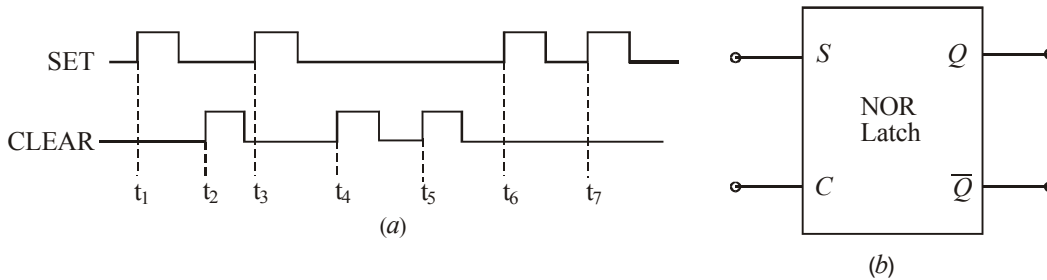 SET
CLEAR
t1 t2 t3 t4 t5 t6 t7
(a)
S Q
NOR
Latch
C Q̅
(b)